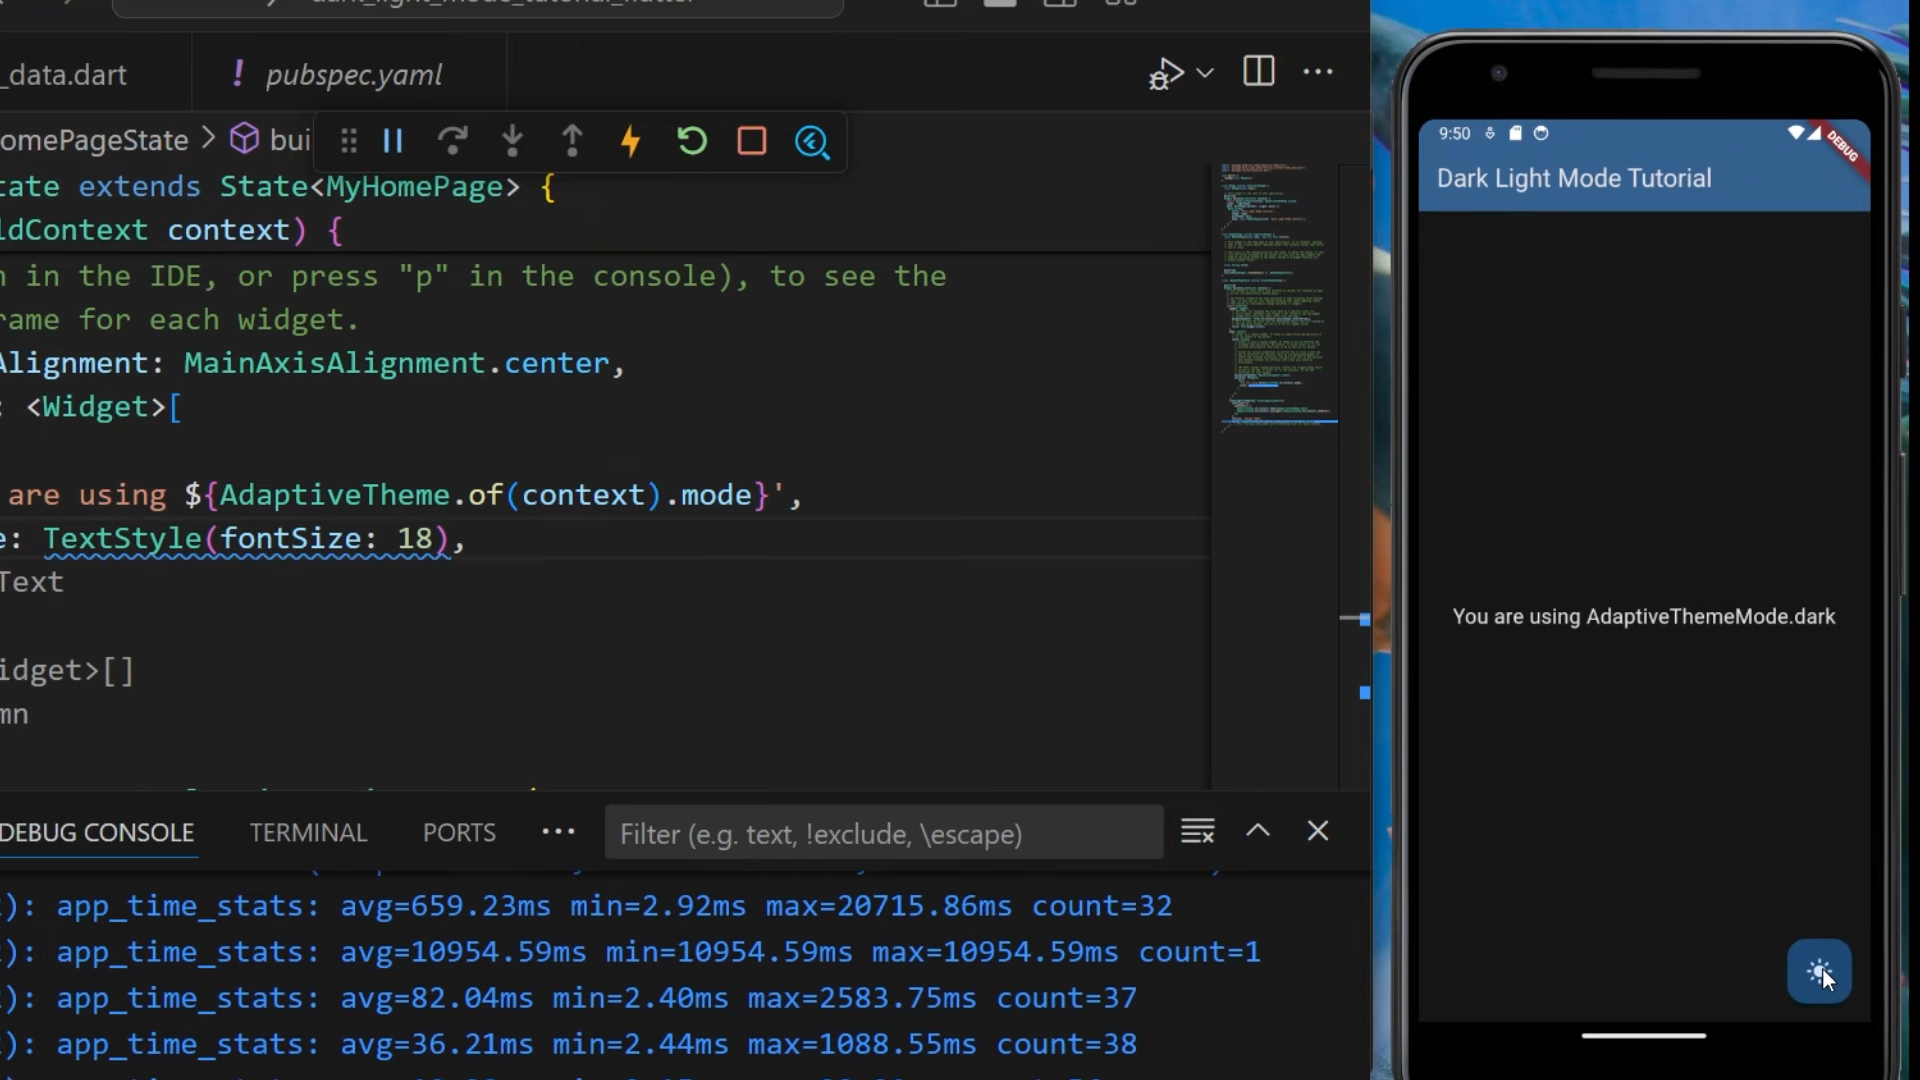 _data.dart
! pubspec.yaml
omePageState > bui
tate extends State<MyHomePage> {
ldContext context) {
n in the IDE, or press "p" in the console), to see the
rame for each widget.
Alignment: MainAxisAlignment.center,
: <Widget>[
are using ${AdaptiveTheme.of(context).mode}',
e: TextStyle(fontSize: 18),
Text
idget>[]
mn
DEBUG CONSOLE
TERMINAL
PORTS
Filter (e.g. text, !exclude, \escape)
): app_time_stats: avg=659.23ms min=2.92ms max=20715.86ms count=32
): app_time_stats: avg=10954.59ms min=10954.59ms max=10954.59ms count=1
): app_time_stats: avg=82.04ms min=2.40ms max=2583.75ms count=37
): app_time_stats: avg=36.21ms min=2.44ms max=1088.55ms count=38
9:50
DEBUG
Dark Light Mode Tutorial
You are using AdaptiveThemeMode.dark